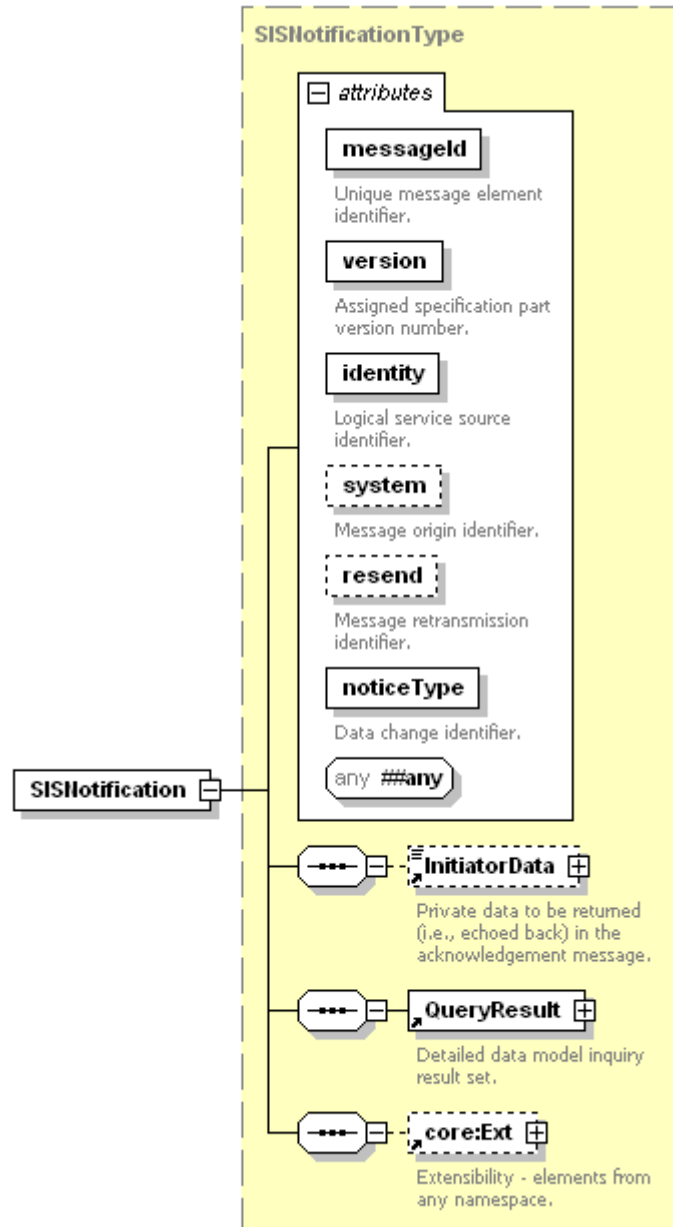 SISNotificationType
attributes
messageId
Unique message element
identifier.
version
Assigned specification part
version number.
identity
Logical service source
identifier.
system
Message origin identifier.
resend
Message retransmission
identifier.
noticeType
Data change identifier.
any ##any
SISNotification
InitiatorData
Private data to be returned
(i.e., echoed back) in the
acknowledgement message.
QueryResult
Detailed data model inquiry
result set.
core:Ext
Extensibility - elements from
any namespace.